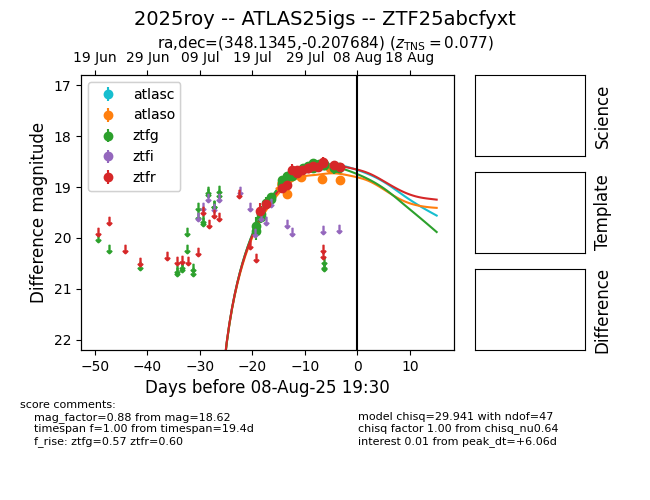 2025roy -- ATLAS25igs -- ZTF25abcfyxt
ra,dec=(348.1345,-0.207684) (z_TNS = 0.077)
19 Jun 29 Jun 09 Jul 19 Jul 29 Jul 08 Aug 18 Aug
17
18
19
20
21
22
Difference magnitude
atlasc
atlaso
ztfg
ztfi
ztfr
−50 −40 −30 −20 −10 0 10
Days before 08-Aug-25 19:30
Science
Template
Difference
score comments:
mag_factor=0.88 from mag=18.62
timespan f=1.00 from timespan=19.4d
f_rise: ztfg=0.57 ztfr=0.60
model chisq=29.941 with ndof=47
chisq factor 1.00 from chisq_nu0.64
interest 0.01 from peak_dt=+6.06d